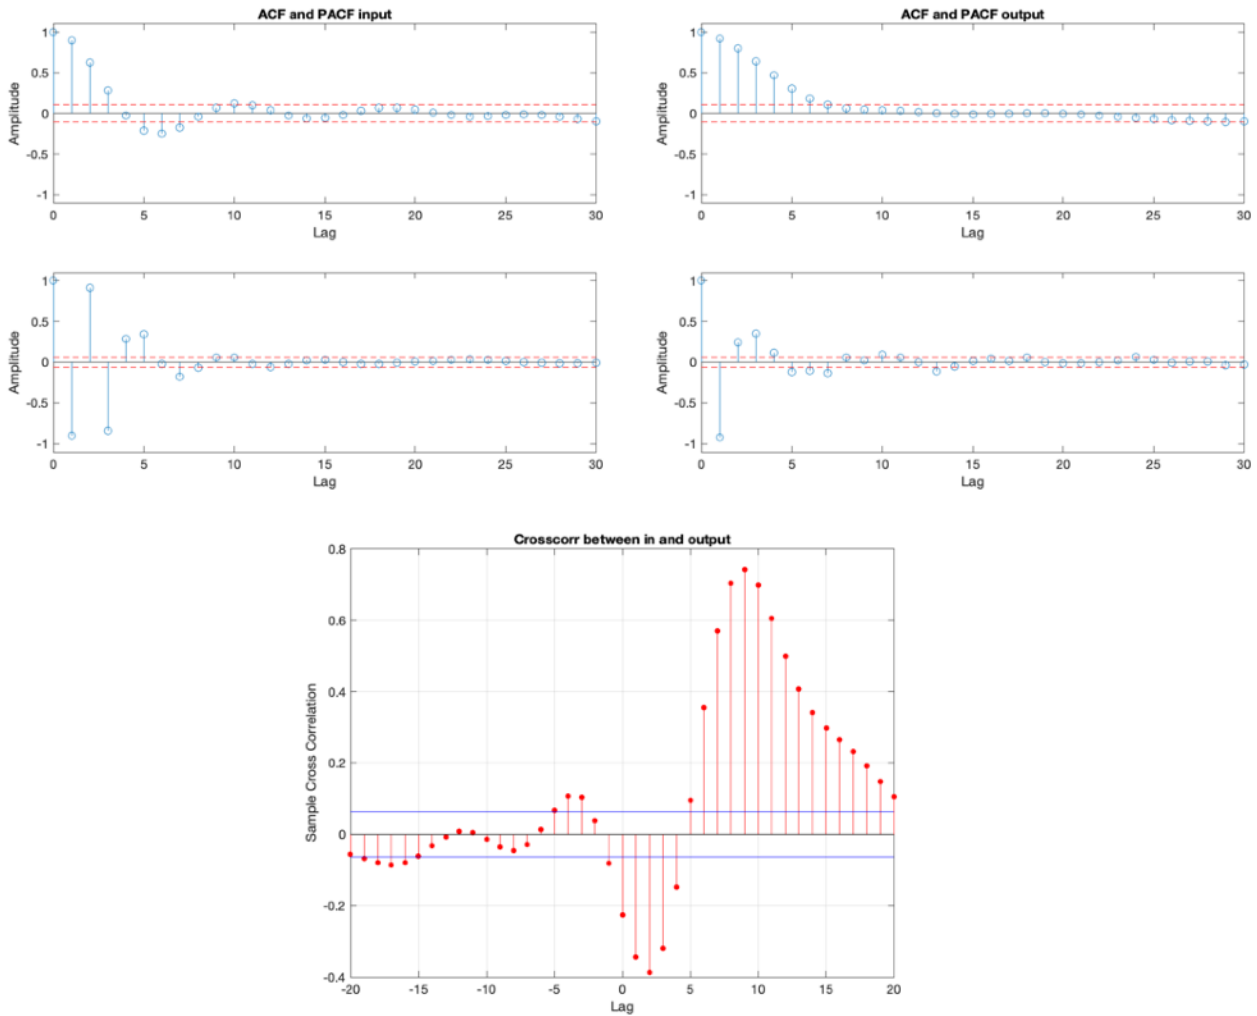 ACF and PACF input
1
0.5
0
-0.5
-1
Amplitude
0 5 10 15 20 25 30
Lag
ACF and PACF output
1
0.5
0
-0.5
-1
Amplitude
0 5 10 15 20 25 30
Lag
1
0.5
0
-0.5
-1
Amplitude
0 5 10 15 20 25 30
Lag
1
0.5
0
-0.5
-1
Amplitude
0 5 10 15 20 25 30
Lag
Crosscorr between in and output
0.8
0.6
0.4
0.2
0
-0.2
-0.4
Sample Cross Correlation
-20 -15 -10 -5 0 5 10 15 20
Lag